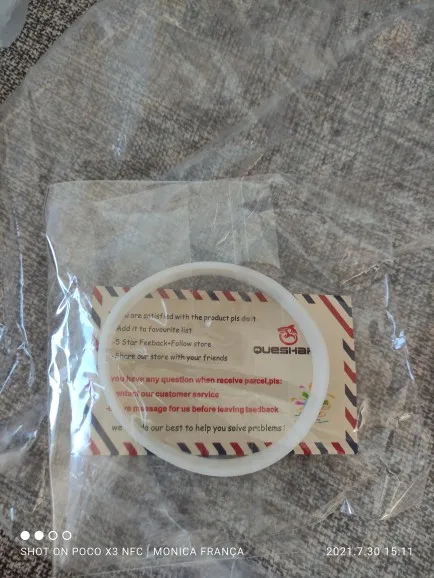 are satisfied with the product pls do it
Add it to favourite list
-5 Star Feeback+Follow store
-Share our store with your friends
QUESHAR
you have any question when receive parcel,pls:
our customer service
message for us before leaving feedback
we do our best to help you solve problems!
SHOT ON POCO X3 NFC | MONICA FRANÇA
2021.7.30 15:11